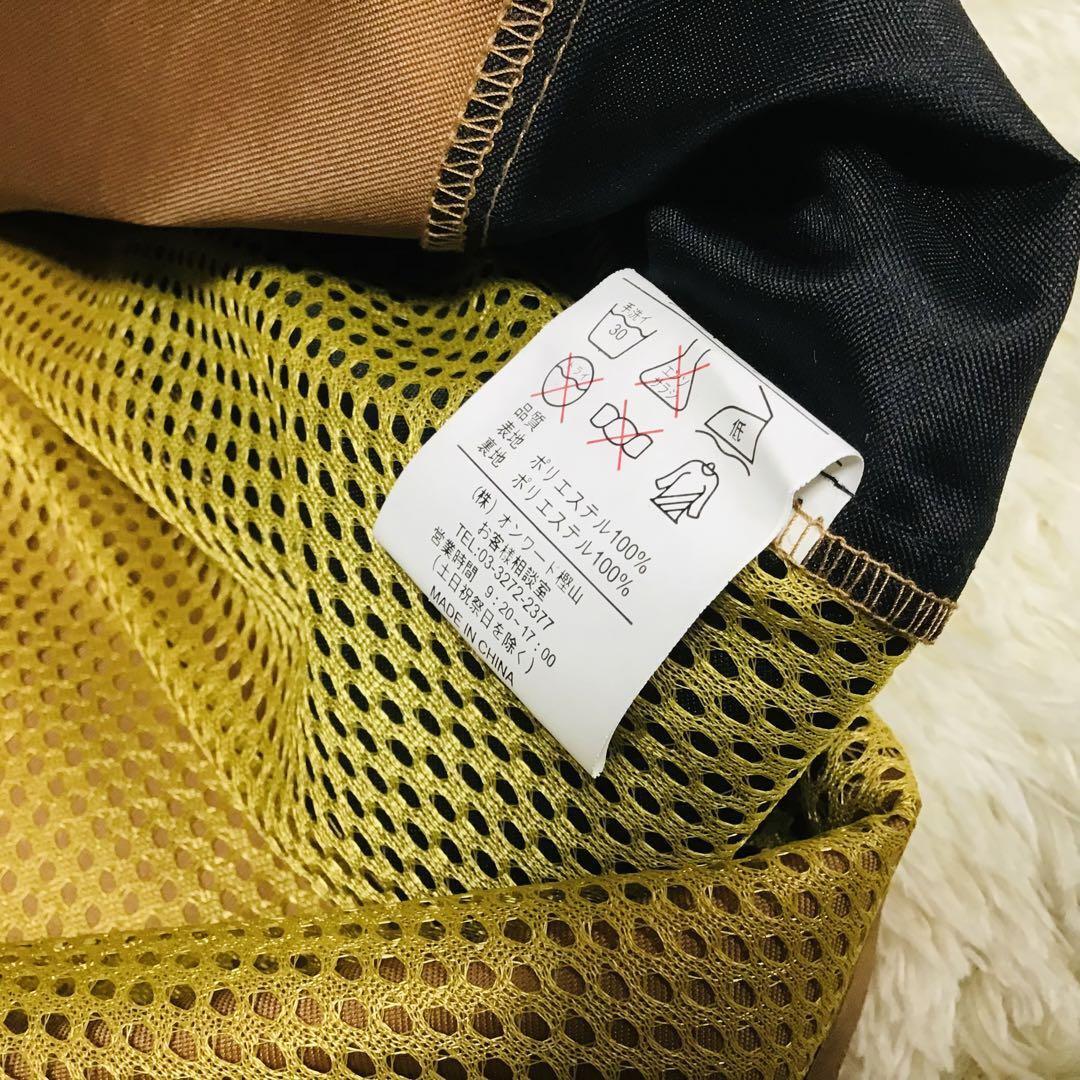 手洗イ
30
エンソ
サラシ
ドライ
低
品質
表地 ポリエステル100%
裏地 ポリエステル100%
(株)オンワード樫山
お客様相談室
TEL:03-3272-2377
営業時間 9:20~17:00
(土日祝祭日を除く)
MADE IN CHINA